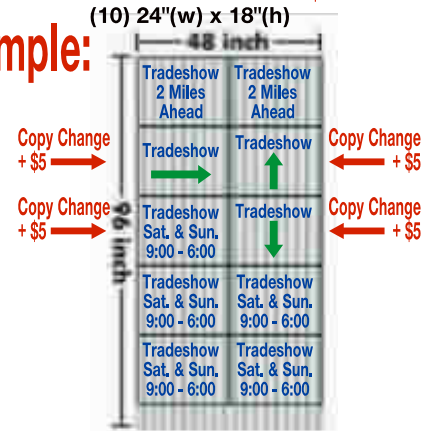 (10) 24"(w) x 18"(h)
mple:
48 inch
96 inch
Tradeshow
2 Miles
Ahead
Tradeshow
2 Miles
Ahead
Copy Change
+ $5
Tradeshow
Tradeshow
Copy Change
+ $5
Copy Change
+ $5
Tradeshow
Sat. & Sun.
9:00 - 6:00
Tradeshow
Copy Change
+ $5
Tradeshow
Sat. & Sun.
9:00 - 6:00
Tradeshow
Sat. & Sun.
9:00 - 6:00
Tradeshow
Sat. & Sun.
9:00 - 6:00
Tradeshow
Sat. & Sun.
9:00 - 6:00